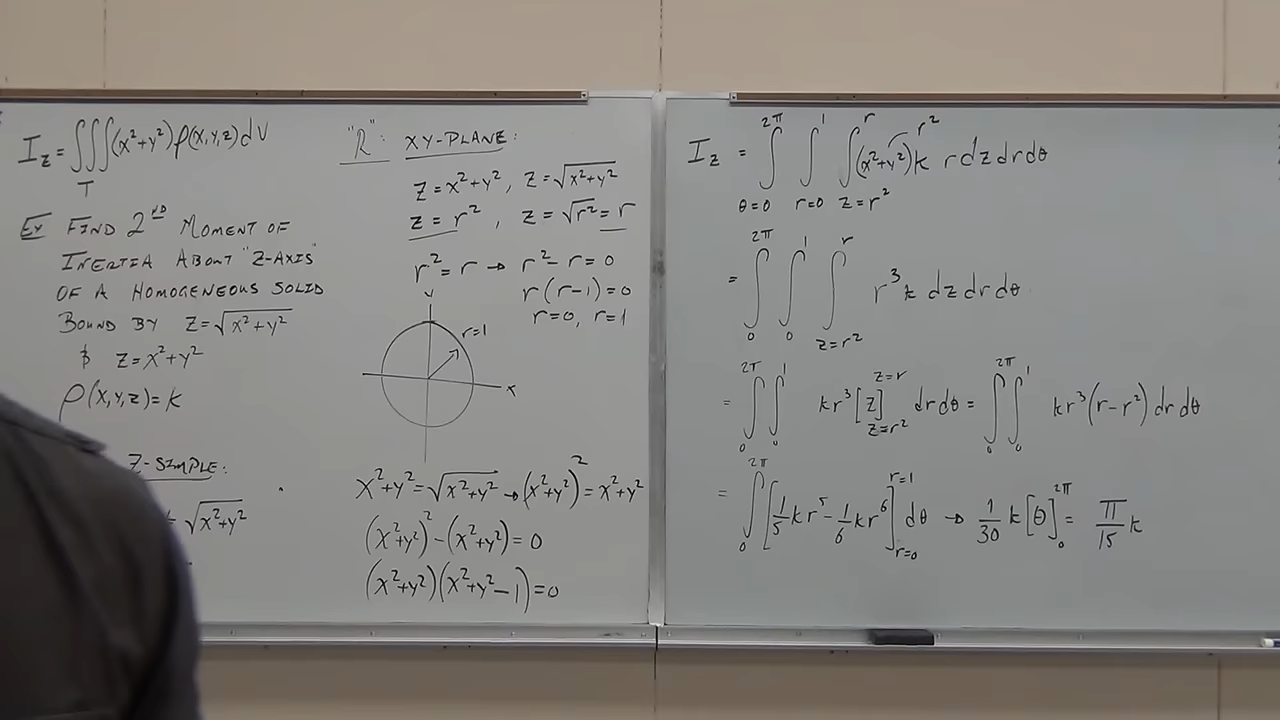 I_z = ∭_T (x²+y²) ρ(x,y,z) dV
Ex FIND 2ND MOMENT OF
INERTIA ABOUT "Z-AXIS"
OF A HOMOGENEOUS SOLID
BOUND BY Z=√(x²+y²)
& Z=x²+y²
ρ(x,y,z)=k
Z-SIMPLE:
√(x²+y²)
"R": XY-PLANE:
Z=x²+y², Z=√(x²+y²)
Z=r², Z=√(r²)=r
r²=r → r²-r=0
r(r-1)=0
r=0, r=1
y
r=1
x
x²+y²=√(x²+y²) → (x²+y²)²=x²+y²
(x²+y²)²-(x²+y²)=0
(x²+y²)(x²+y²-1)=0
I_z = ∫_{θ=0}^{2π} ∫_{r=0}^{1} ∫_{z=r²}^{r} (x²+y²)k r dz dr dθ
r²
= ∫_0^{2π} ∫_0^1 ∫_{z=r²}^{r} r³k dz dr dθ
= ∫_0^{2π} ∫_0^1 kr³[z]_{z=r²}^{z=r} dr dθ = ∫_0^{2π} ∫_0^1 kr³(r-r²) dr dθ
= ∫_0^{2π} [1/5 kr⁵ - 1/6 kr⁶]_{r=0}^{r=1} dθ → 1/30 k[θ]_0^{2π} = π/15 k